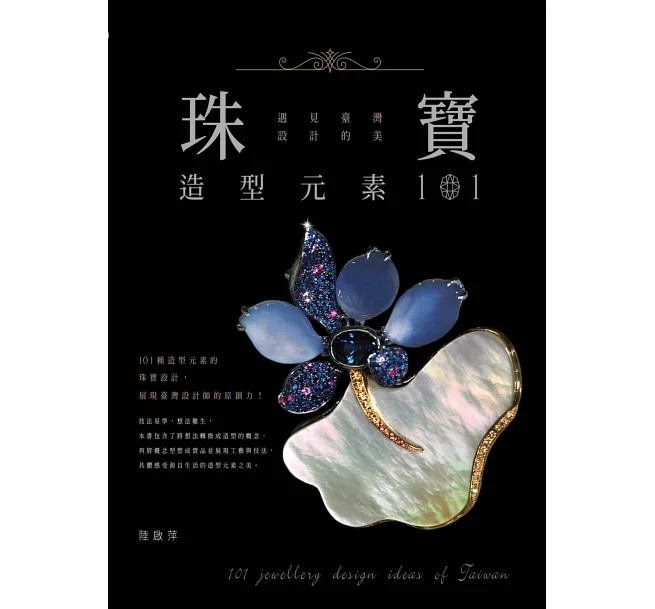 珠寶
遇見臺灣
設計的美
造型元素101
101種造型元素的
珠寶設計，
展現臺灣設計師的原創力！
技法易學，想法難生，
本書包含了將想法轉換成造型的概念，
再將概念型塑成實品並展現工藝與技法，
具體感受源自生活的造型元素之美。
陸啟萍
101 jewellery design ideas of Taiwan